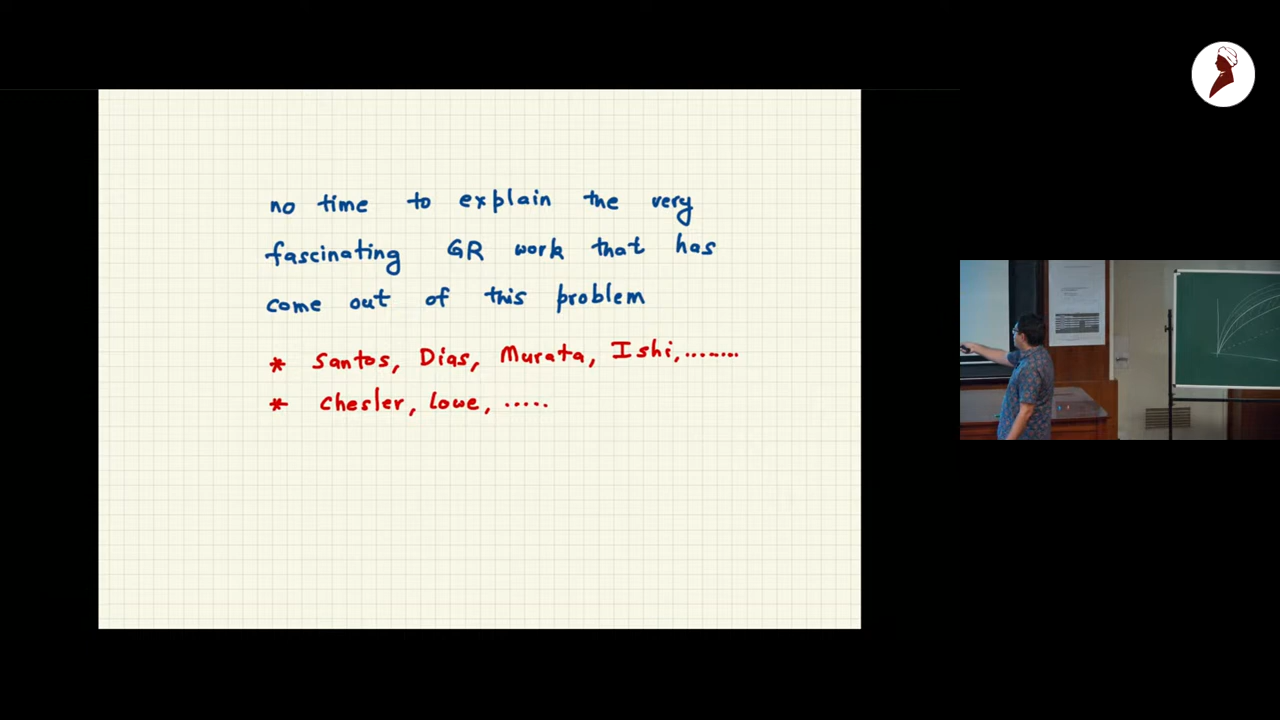 no time to explain the very
fascinating GR work that has
come out of this problem
* Santos, Dias, Murata, Ishi, ........
* Chesler, Lowe, .....